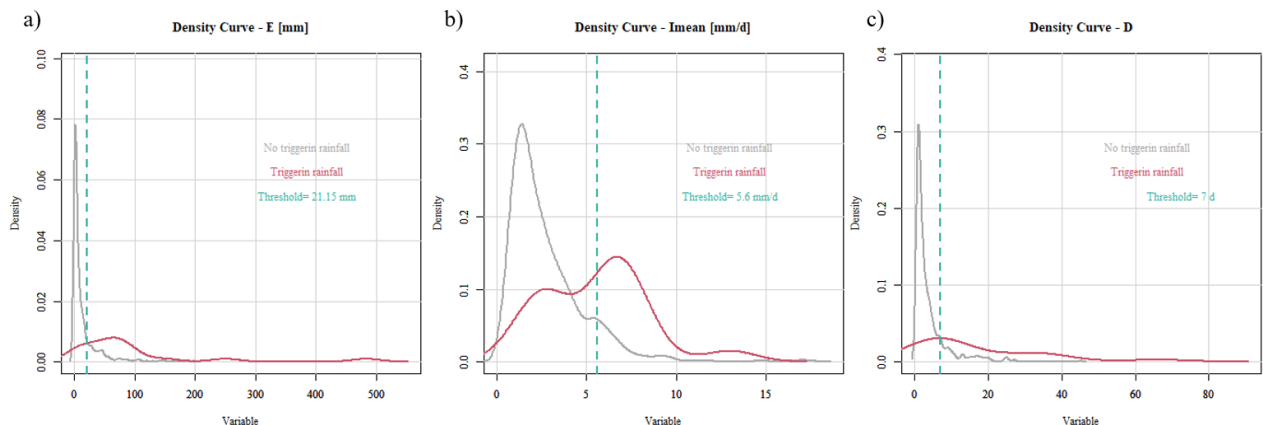 a)
Density Curve - E [mm]
Density
0.10
0.08
0.06
0.04
0.02
0.00
No triggerin rainfall
Triggerin rainfall
Threshold= 21.15 mm
0 100 200 300 400 500
Variable
b)
Density Curve - Imean [mm/d]
Density
0.4
0.3
0.2
0.1
0.0
No triggerin rainfall
Triggerin rainfall
Threshold= 5.6 mm/d
0 5 10 15
Variable
c)
Density Curve - D
Density
0.4
0.3
0.2
0.1
0.0
No triggerin rainfall
Triggerin rainfall
Threshold= 7 d
0 20 40 60 80
Variable